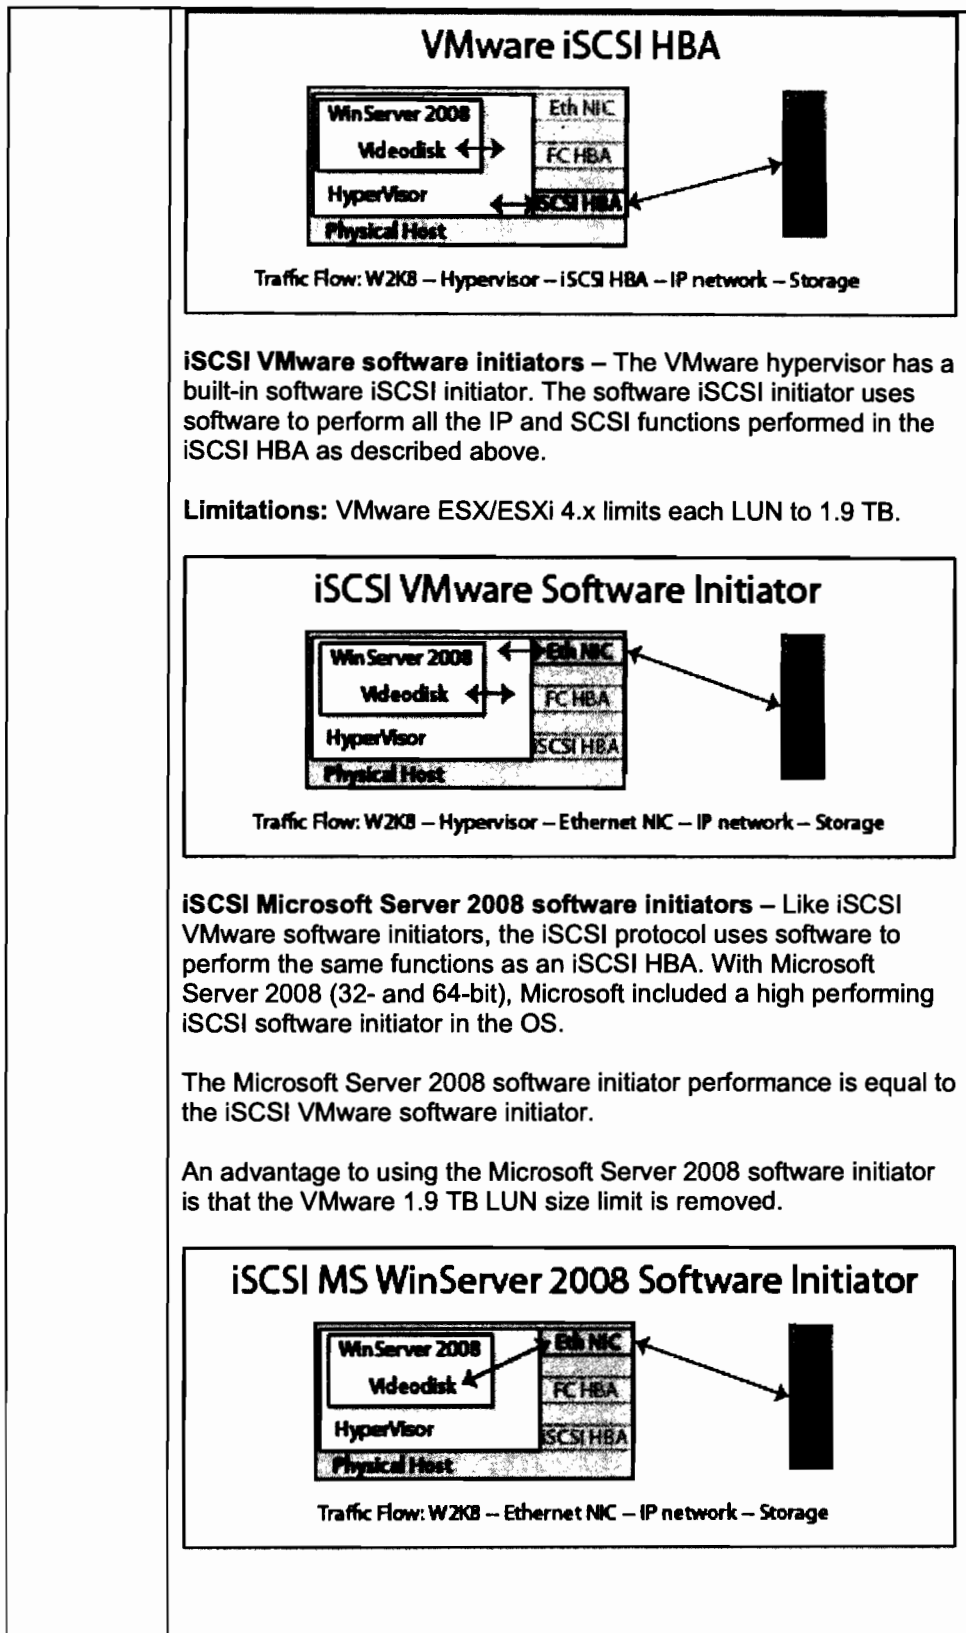 VMware iSCSI HBA
WinServer 2008
Eth NIC
Videodisk
FC HBA
HyperVisor
iSCSI HBA
Physical Host
Traffic Flow: W2K8 – Hypervisor – iSCSI HBA – IP network – Storage
iSCSI VMware software initiators – The VMware hypervisor has a
built-in software iSCSI initiator. The software iSCSI initiator uses
software to perform all the IP and SCSI functions performed in the
iSCSI HBA as described above.
Limitations: VMware ESX/ESXi 4.x limits each LUN to 1.9 TB.
iSCSI VMware Software Initiator
WinServer 2008
Eth NIC
Videodisk
FC HBA
HyperVisor
iSCSI HBA
Physical Host
Traffic Flow: W2K8 – Hypervisor – Ethernet NIC – IP network – Storage
iSCSI Microsoft Server 2008 software initiators – Like iSCSI
VMware software initiators, the iSCSI protocol uses software to
perform the same functions as an iSCSI HBA. With Microsoft
Server 2008 (32- and 64-bit), Microsoft included a high performing
iSCSI software initiator in the OS.
The Microsoft Server 2008 software initiator performance is equal to
the iSCSI VMware software initiator.
An advantage to using the Microsoft Server 2008 software initiator
is that the VMware 1.9 TB LUN size limit is removed.
iSCSI MS WinServer 2008 Software Initiator
WinServer 2008
Eth NIC
Videodisk
FC HBA
HyperVisor
iSCSI HBA
Physical Host
Traffic Flow: W2K8 – Ethernet NIC – IP network – Storage